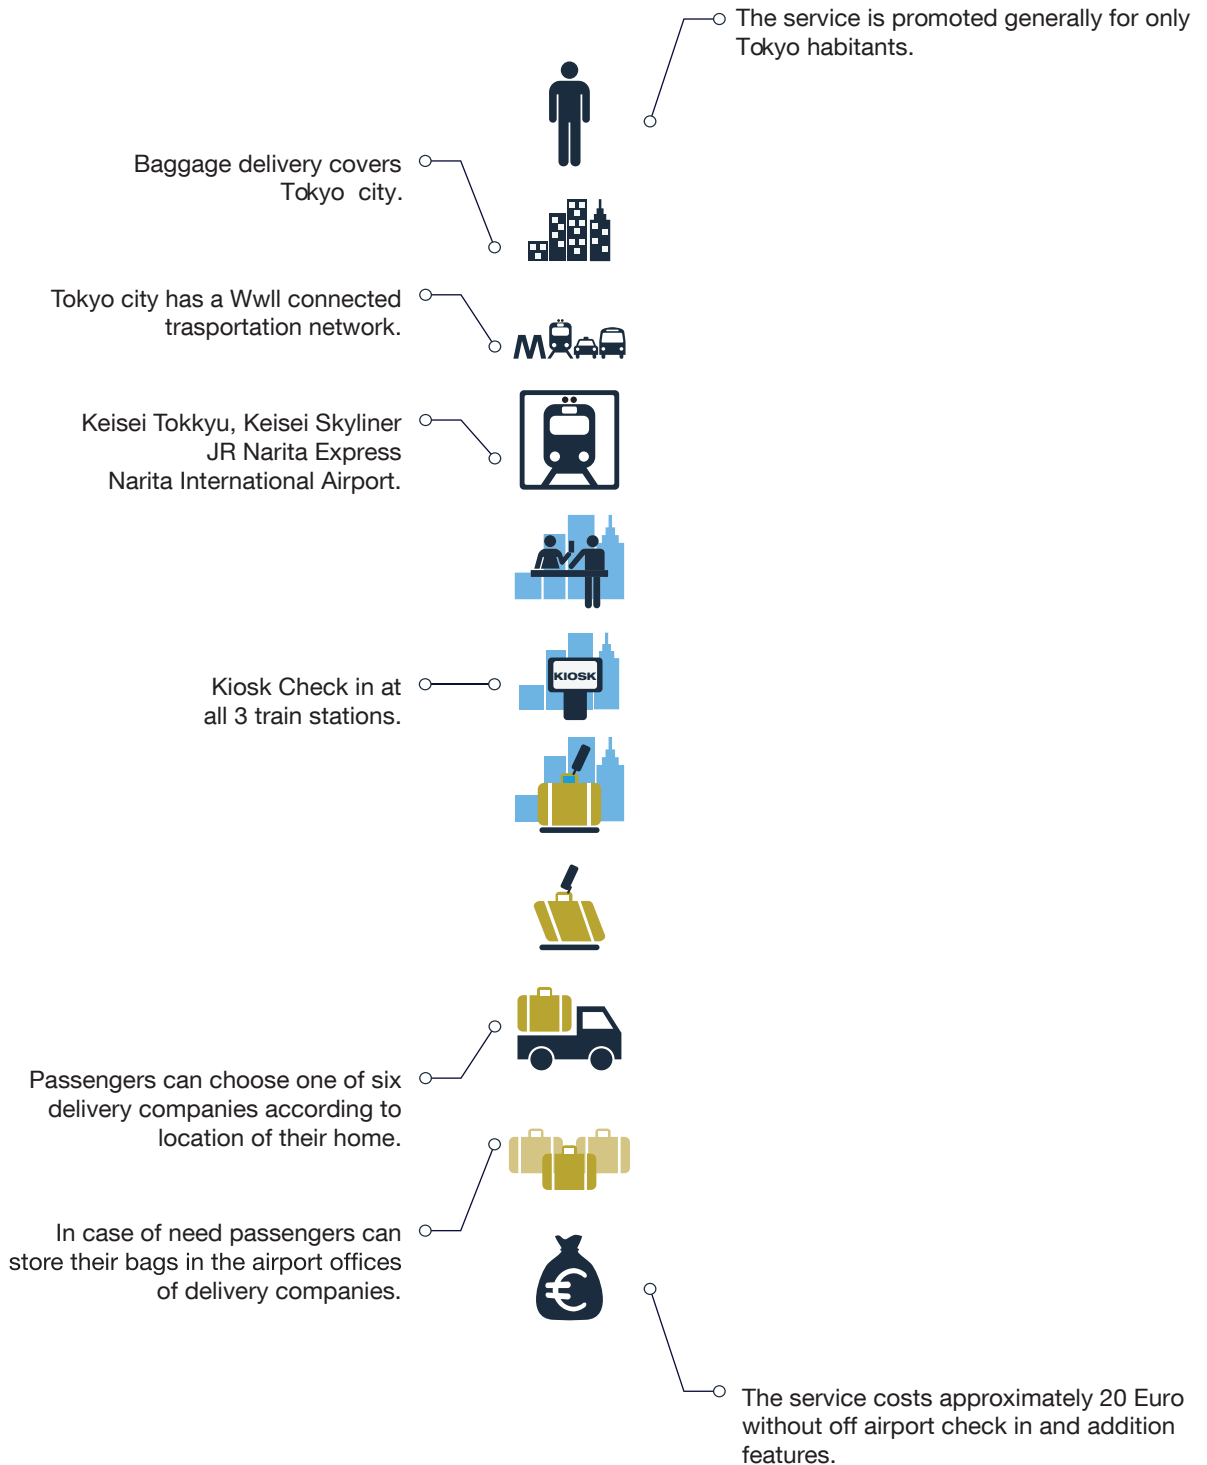 The service is promoted generally for only
Tokyo habitants.
Baggage delivery covers
Tokyo city.
Tokyo city has a Wwll connected
trasportation network.
Keisei Tokkyu, Keisei Skyliner
JR Narita Express
Narita International Airport.
KIOSK
Kiosk Check in at
all 3 train stations.
Passengers can choose one of six
delivery companies according to
location of their home.
In case of need passengers can
store their bags in the airport offices
of delivery companies.
€
The service costs approximately 20 Euro
without off airport check in and addition
features.